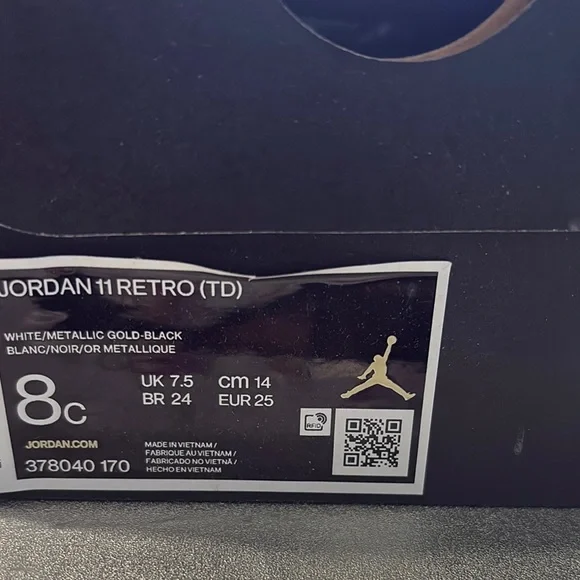 JORDAN 11 RETRO (TD)
WHITE/METALLIC GOLD-BLACK
BLANC/NOIR/OR METALLIQUE
8C
UK 7.5 cm 14
BR 24 EUR 25
RFID
JORDAN.COM
378040 170
MADE IN VIETNAM /
FABRIQUE AU VIETNAM /
FABRICADO NO VIETNÃ /
HECHO EN VIETNAM